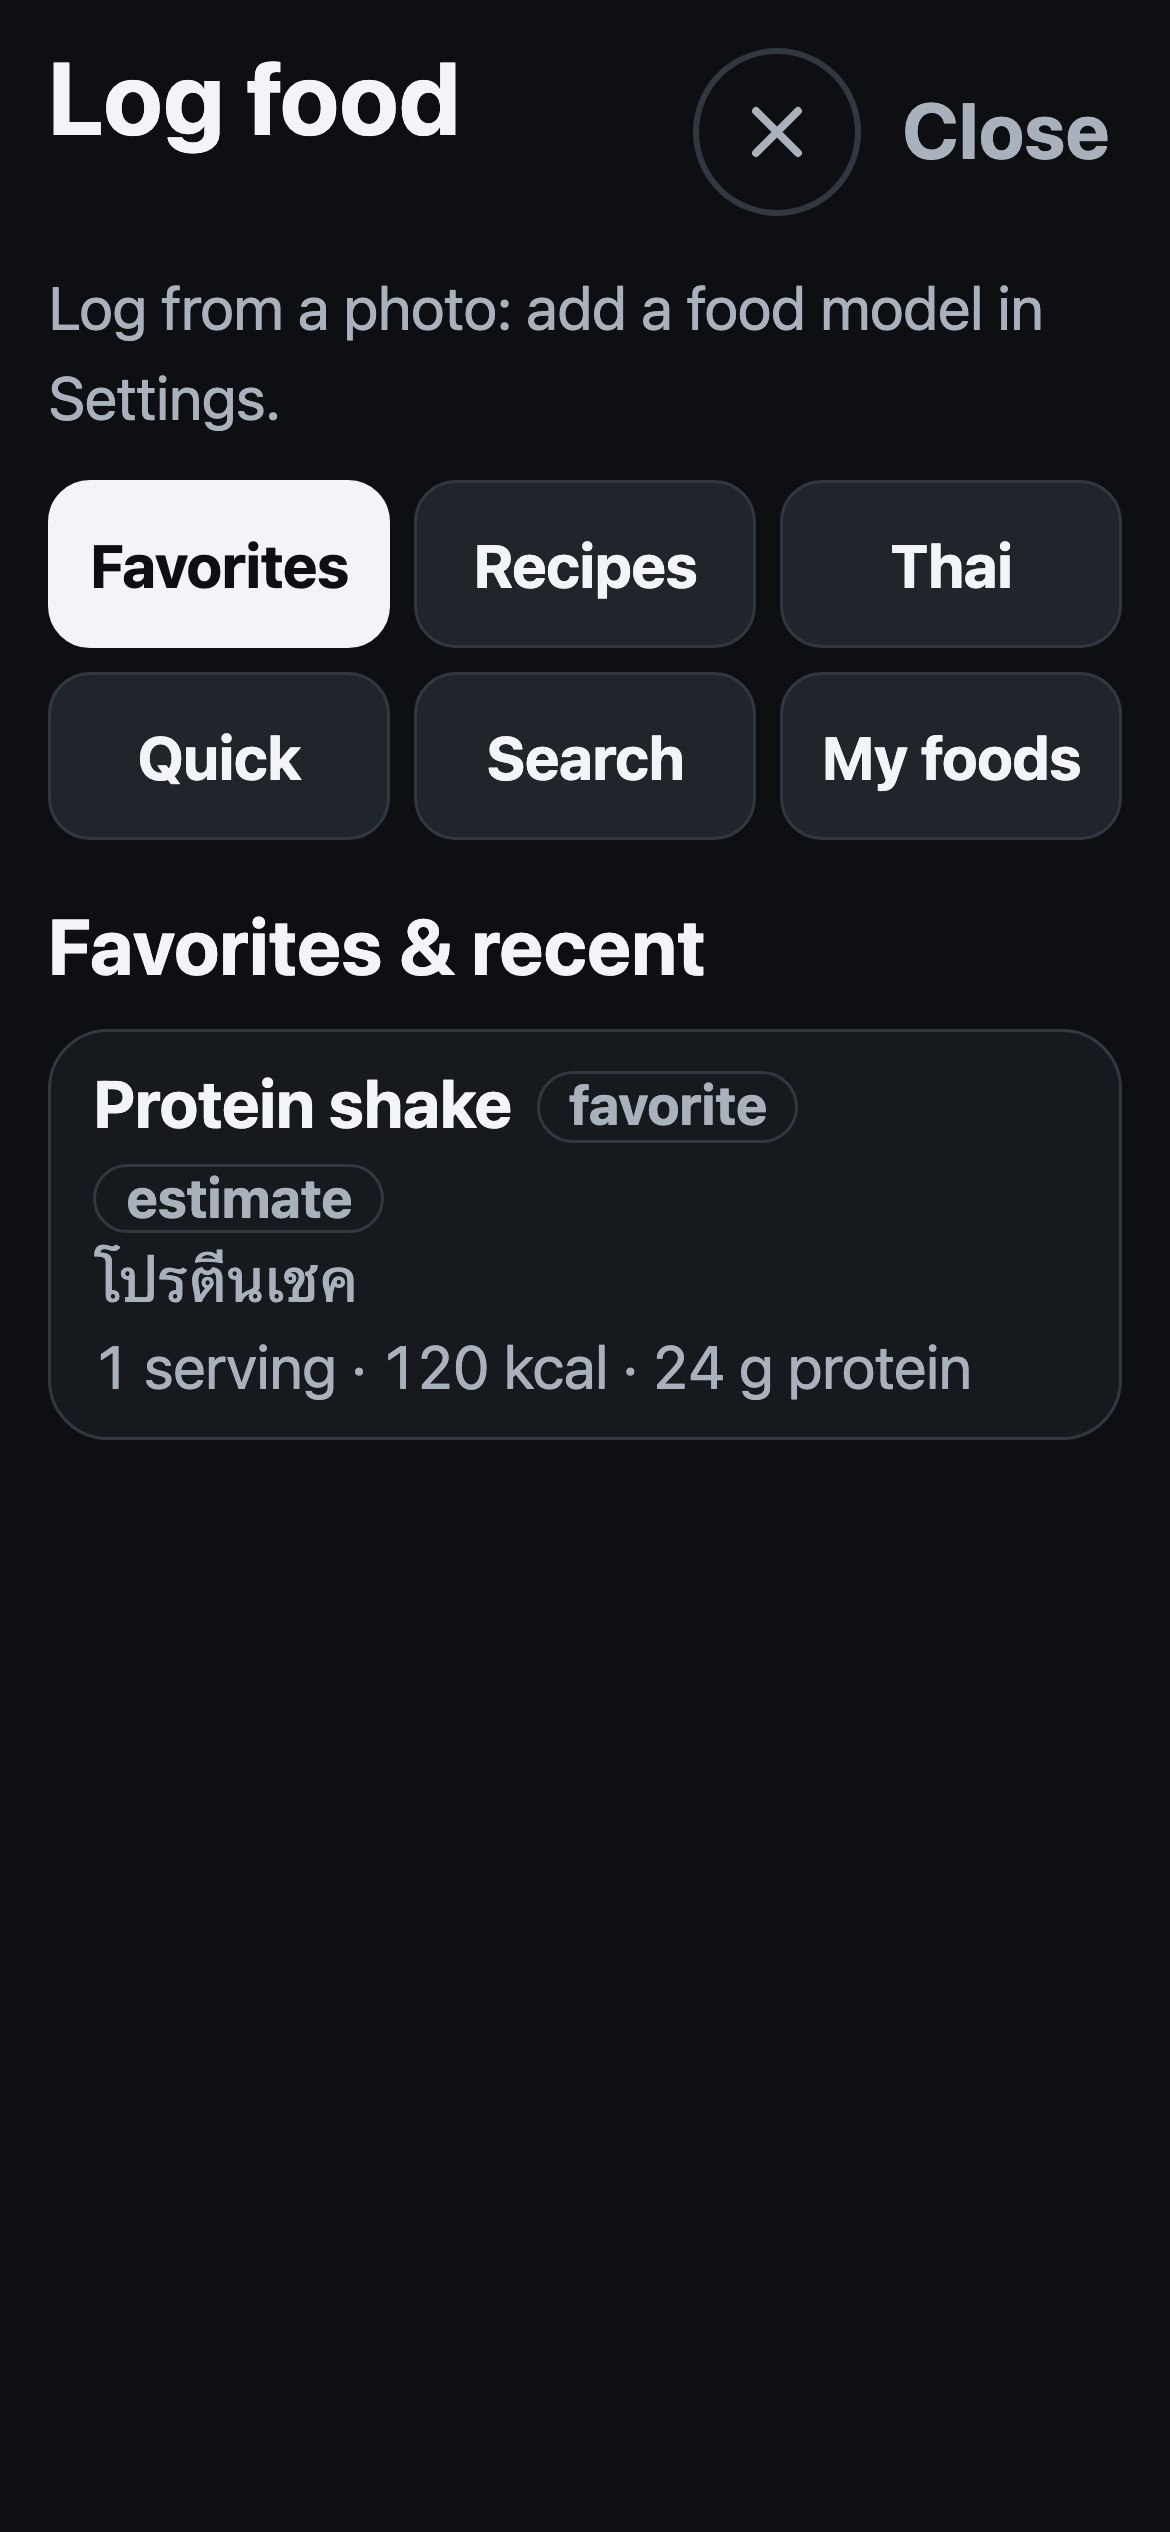 Log food
Close
Log from a photo: add a food model in
Settings.
Favorites
Recipes
Thai
Quick
Search
My foods
Favorites & recent
Protein shake favorite
estimate
โปรตีนเชค
1 serving · 120 kcal · 24 g protein